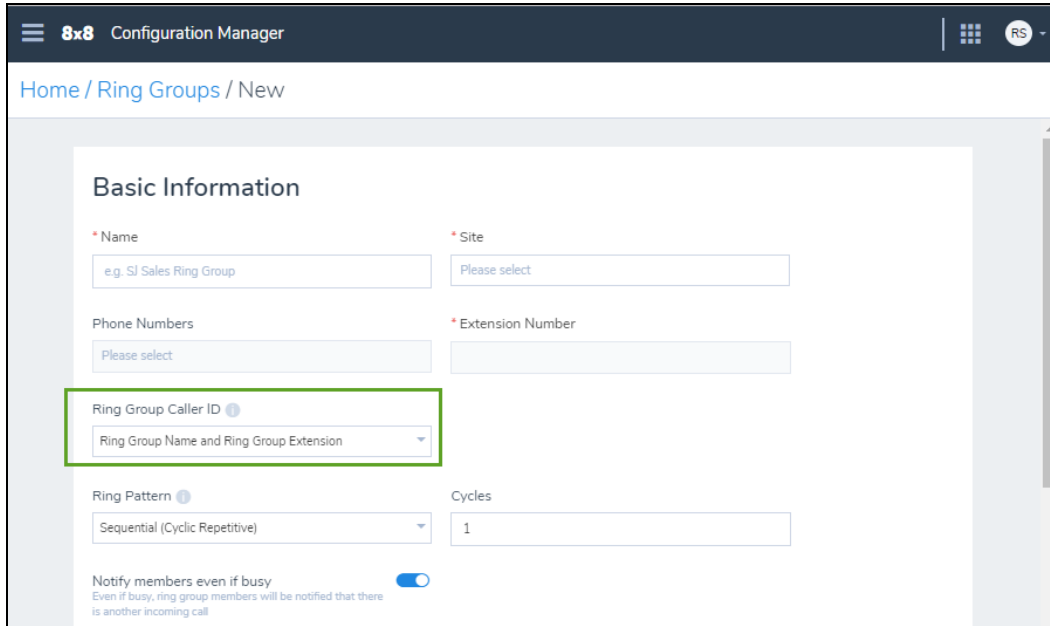 8x8 Configuration Manager
RS
Home / Ring Groups / New
Basic Information
* Name
* Site
e.g. SJ Sales Ring Group
Please select
Phone Numbers
* Extension Number
Please select
Ring Group Caller ID
Ring Group Name and Ring Group Extension
Ring Pattern
Cycles
Sequential (Cyclic Repetitive)
1
Notify members even if busy
Even if busy, ring group members will be notified that there
is another incoming call